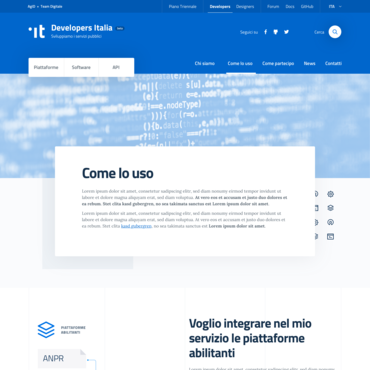 AgID + Team Digitale
Piano Triennale
Developers
Designers
Forum
Docs
GitHub
ITA
Developers Italia
Sviluppiamo i servizi pubblici
Seguici su
Cerca
Piattaforme
Software
API
Chi siamo
Come lo uso
Come partecipo
News
Contatti
Come lo uso
Lorem ipsum dolor sit amet, consetetur sadipscing elitr, sed diam nonumy eirmod tempor invidunt ut
labore et dolore magna aliquyam erat, sed diam voluptua. At vero eos et accusam et justo duo dolores et
ea rebum. Stet clita kasd gubergren, no sea takimata sanctus est Lorem ipsum dolor sit amet.
Lorem ipsum dolor sit amet, consetetur sadipscing elitr, sed diam nonumy eirmod tempor invidunt ut
labore et dolore magna aliquyam erat, sed diam voluptua. At vero eos et accusam et justo duo dolores et ea
rebum. Stet clita kasd gubergren, no sea takimata sanctus est Lorem ipsum dolor sit amet.
PIATTAFORME
ABILITANTI
ANPR
Voglio integrare nel mio
servizio le piattaforme
abilitanti